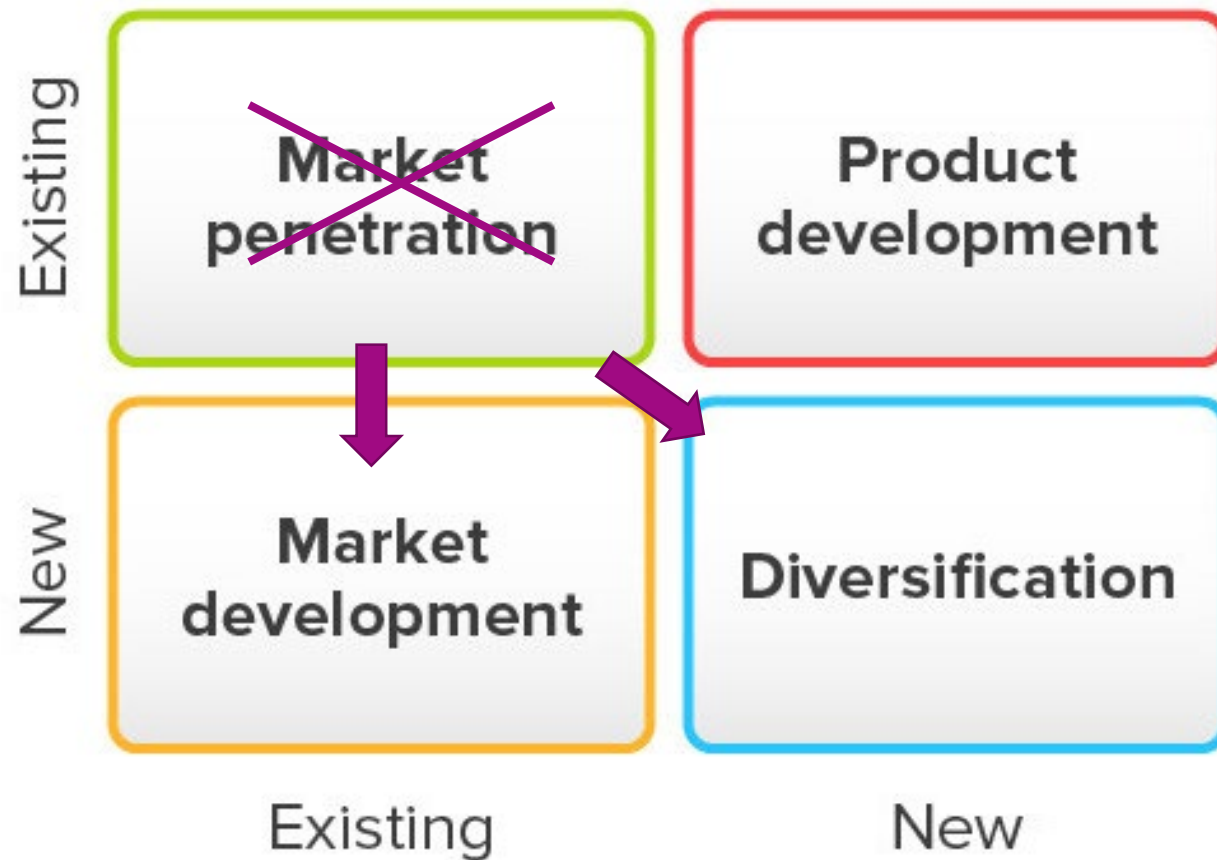 Existing
Market
penetration
Product
development
New
Market
development
Diversification
Existing
New